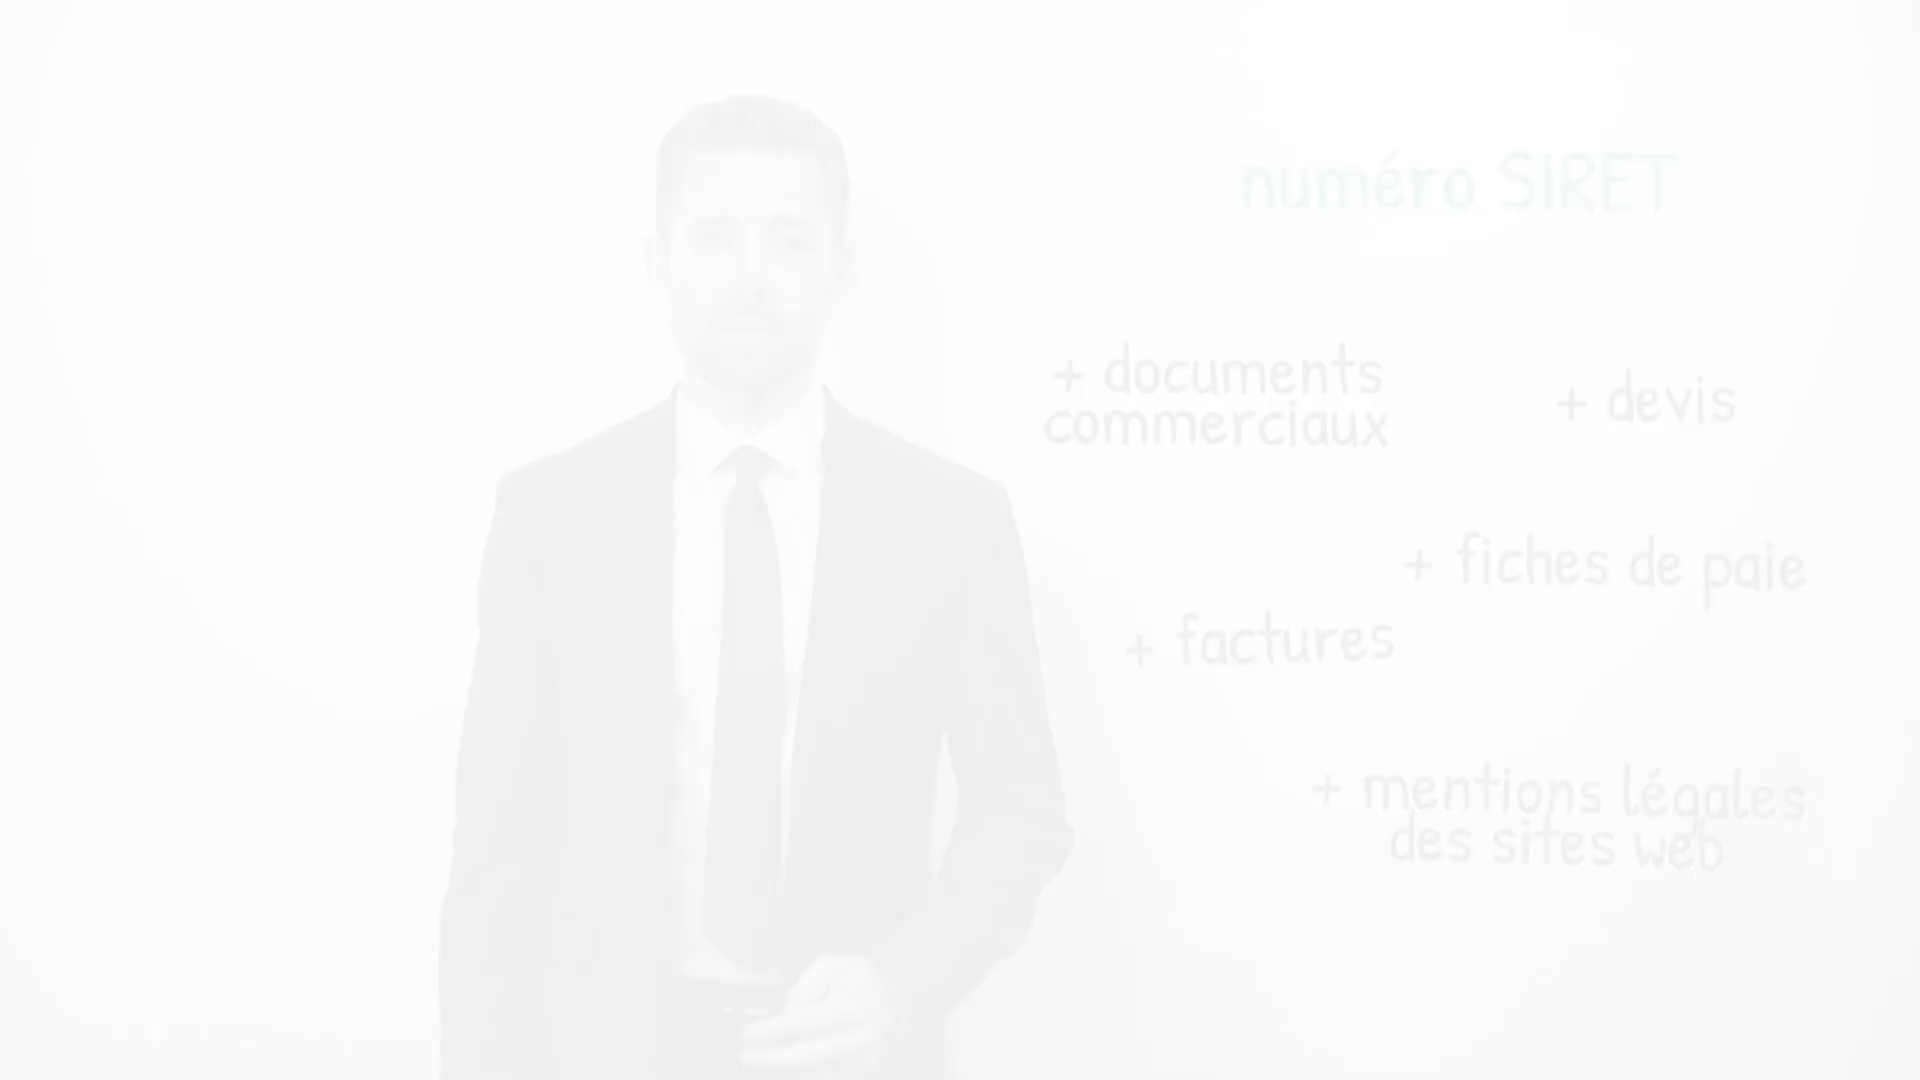 numéro SIRET
+ documents
commerciaux
+ devis
+ fiches de paie
+ factures
+ mentions légales
des sites web